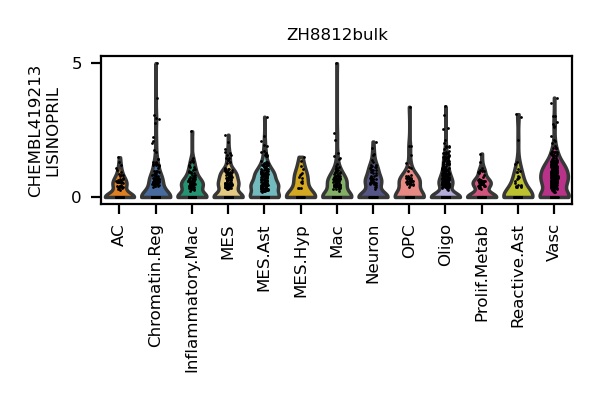 ZH8812bulk
CHEMBL419213
LISINOPRIL
5
0
AC
Chromatin.Reg
Inflammatory.Mac
MES
MES.Ast
MES.Hyp
Mac
Neuron
OPC
Oligo
Prolif.Metab
Reactive.Ast
Vasc